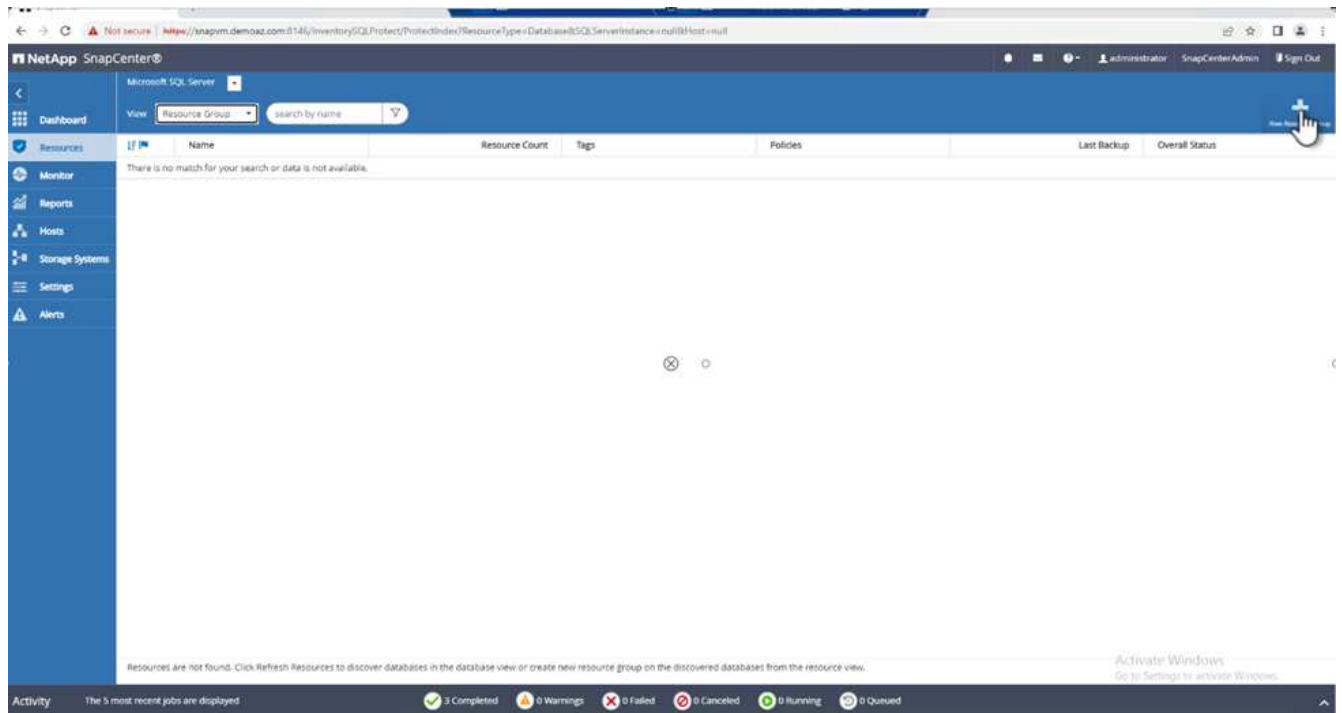 Not secure | https://snapvm.demoaz.com:8146/InventorySQLProtect/ProtectIndex?ResourceType=Database&SQLServerInstance=null&Host=null
NetApp SnapCenter®
administrator SnapCenterAdmin Sign Out
Microsoft SQL Server
View Resource Group search by name
Dashboard
Resources
Monitor
Reports
Hosts
Storage Systems
Settings
Alerts
Name Resource Count Tags Policies Last Backup Overall Status
There is no match for your search or data is not available.
Resources are not found. Click Refresh Resources to discover databases in the database view or create new resource group on the discovered databases from the resource view.
Activate Windows
Go to Settings to activate Windows.
Activity The 5 most recent jobs are displayed 3 Completed 0 Warnings 0 Failed 0 Canceled 0 Running 0 Queued